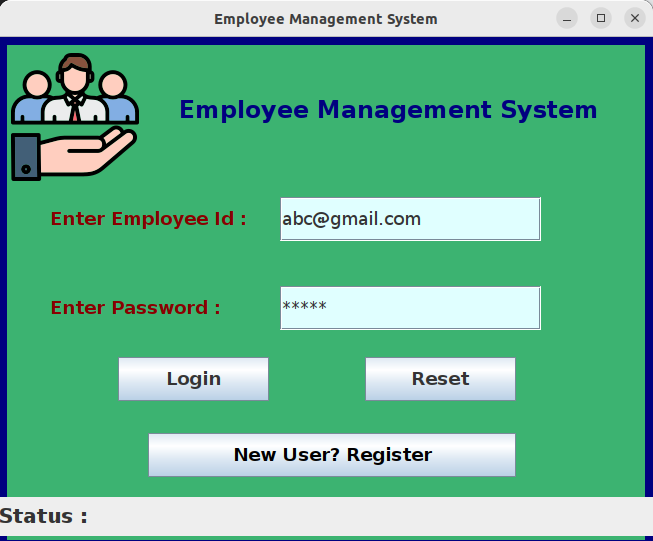 Employee Management System
Employee Management System
Enter Employee Id :
abc@gmail.com
Enter Password :
*****
Login
Reset
New User? Register
Status :